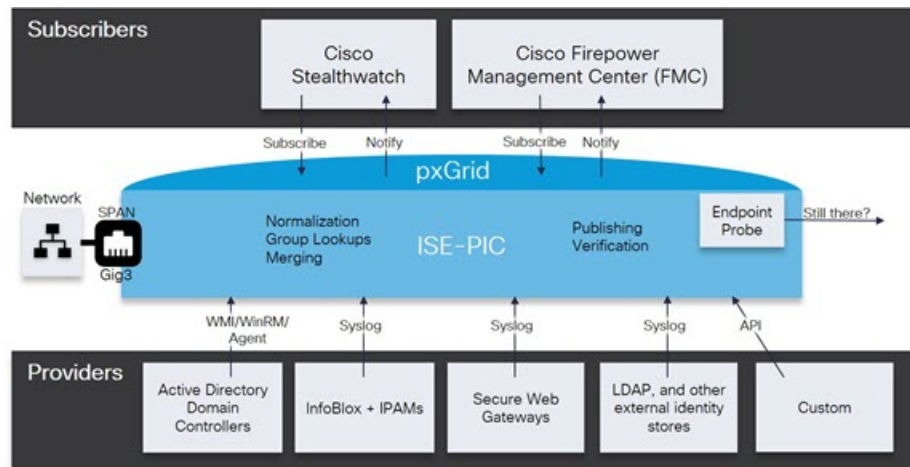 Subscribers
Cisco
Stealthwatch
Cisco Firepower
Management Center (FMC)
Subscribe
Notify
Subscribe
Notify
pxGrid
Network
SPAN
Gig3
Normalization
Group Lookups
Merging
ISE-PIC
Publishing
Verification
Endpoint
Probe
Still there?
WMI/WinRM/
Agent
Syslog
Syslog
Syslog
API
Providers
Active Directory
Domain
Controllers
InfoBlox + IPAMs
Secure Web
Gateways
LDAP, and other
external identity
stores
Custom